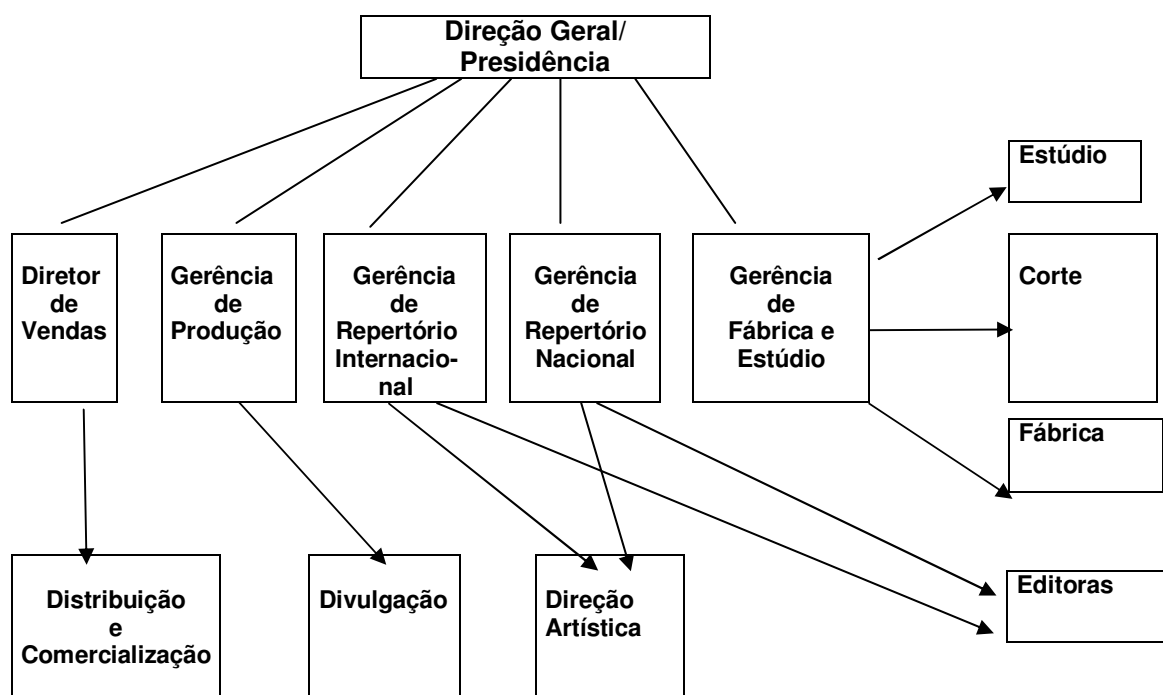 Direção Geral/
Presidência
Estúdio
Diretor
de
Vendas
Gerência
de
Produção
Gerência
de
Repertório
Internacio-
nal
Gerência
de
Repertório
Nacional
Gerência
de
Fábrica e
Estúdio
Corte
Fábrica
Distribuição
e
Comercialização
Divulgação
Direção
Artística
Editoras